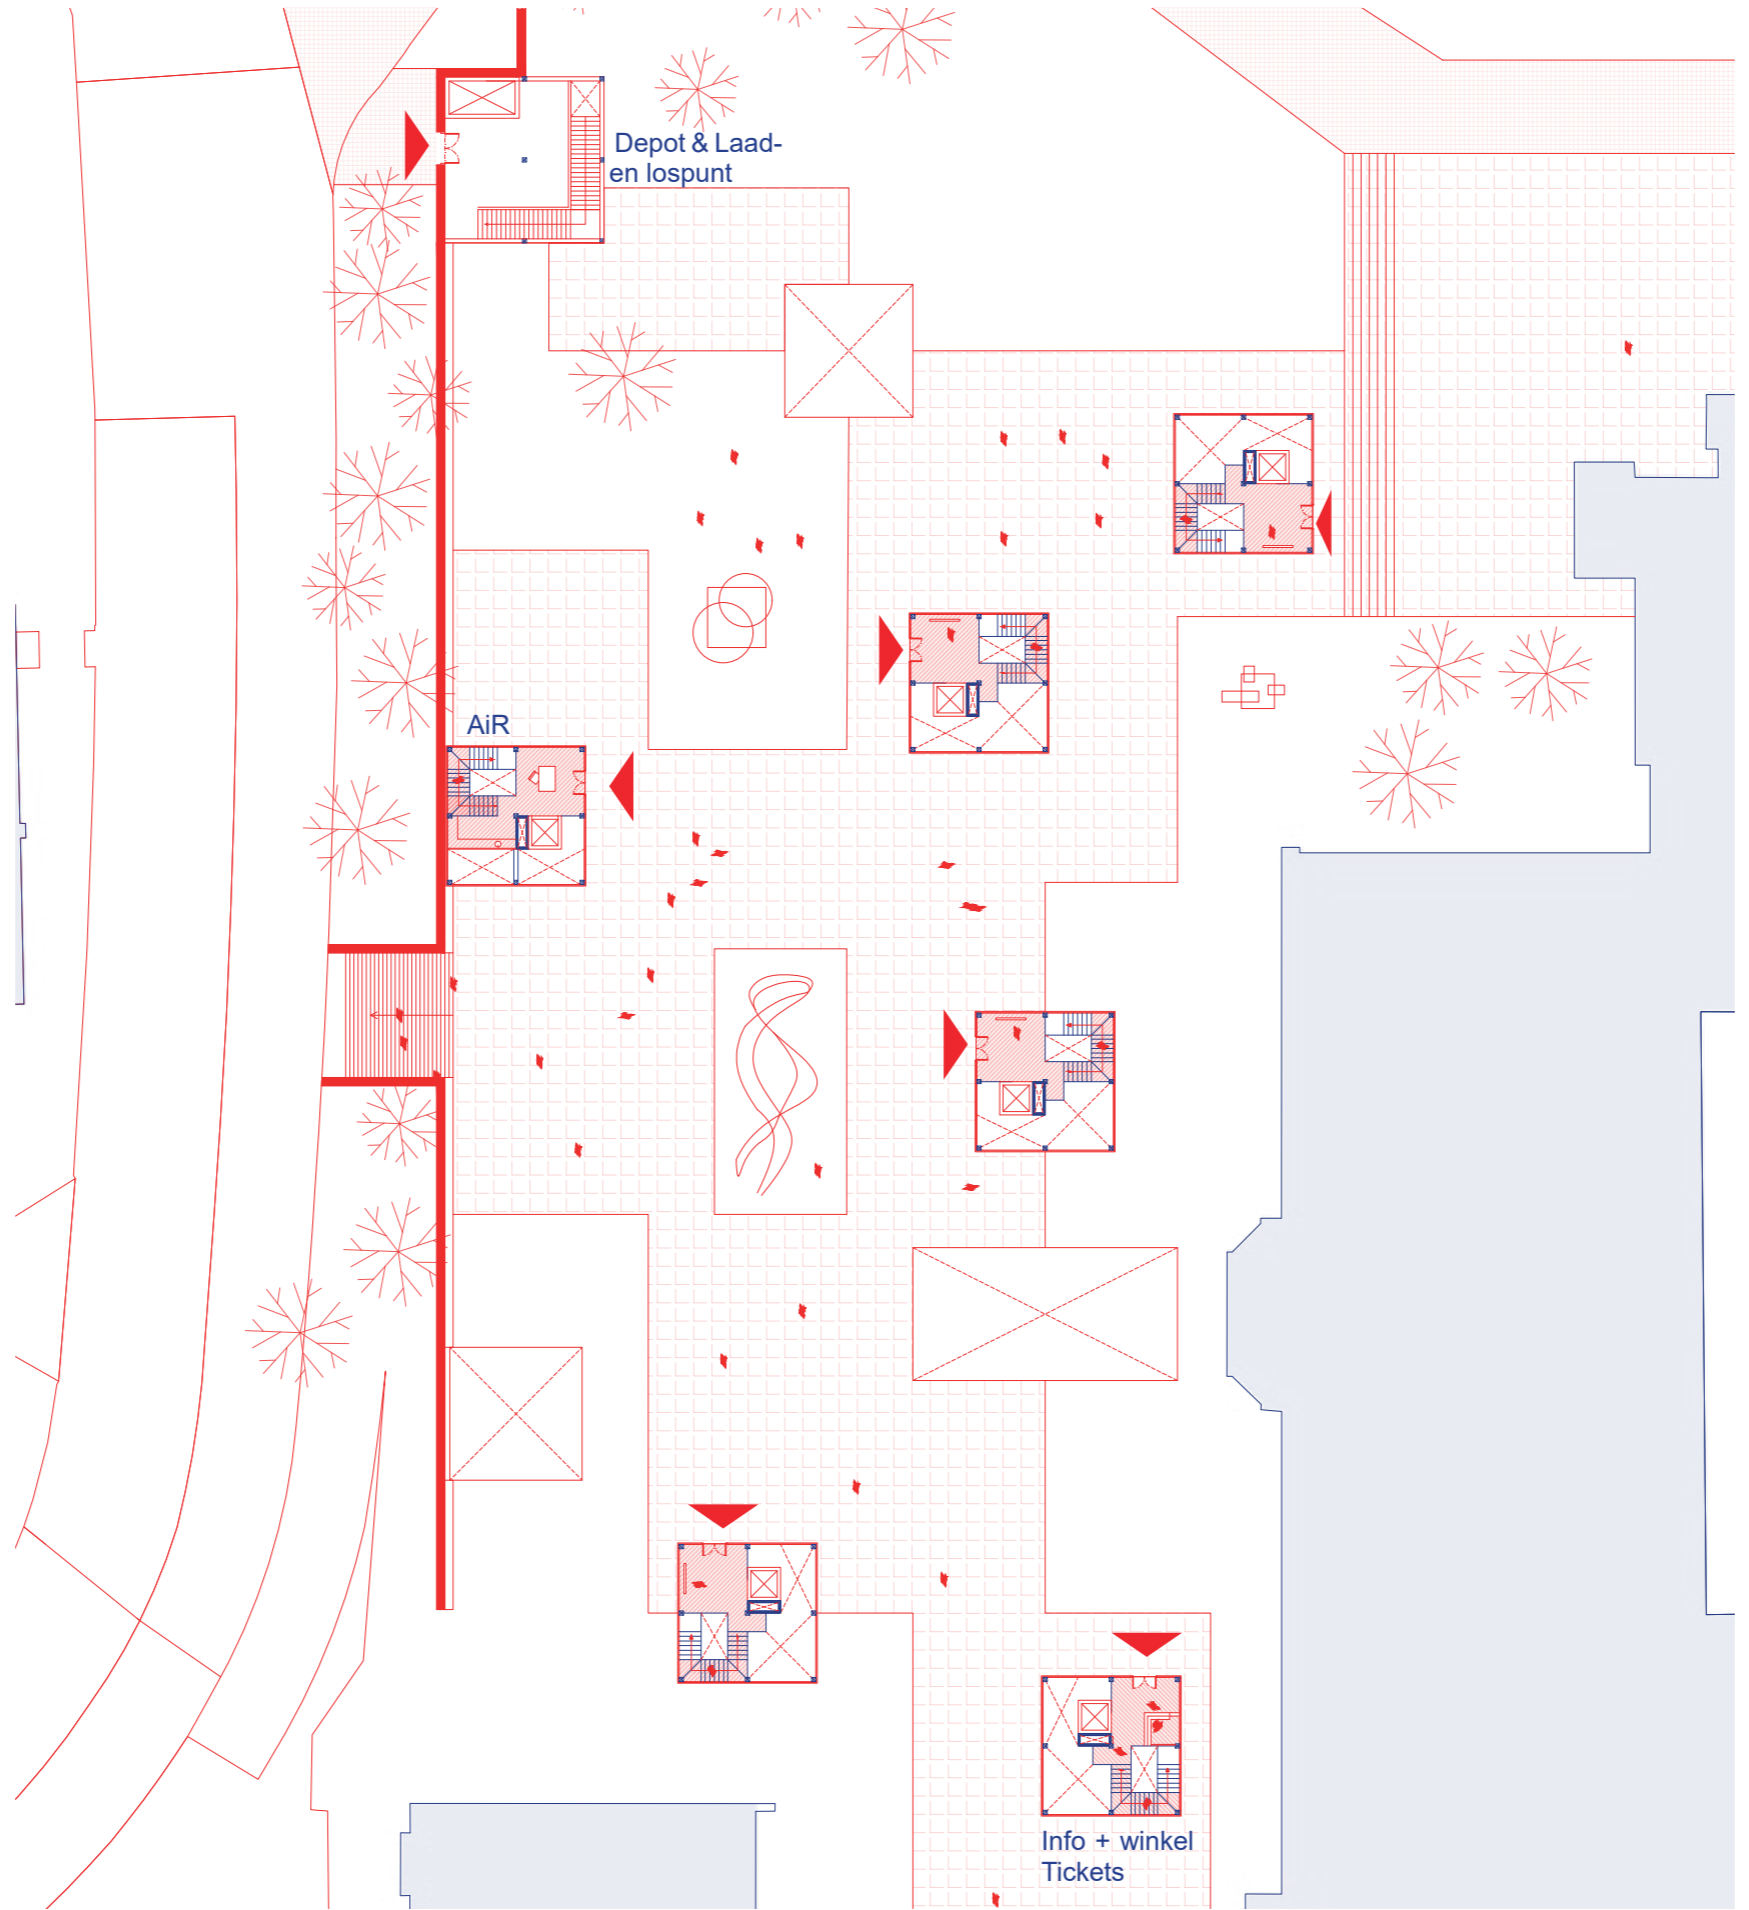 Depot & Laad-
en lospunt
AiR
Info + winkel
Tickets